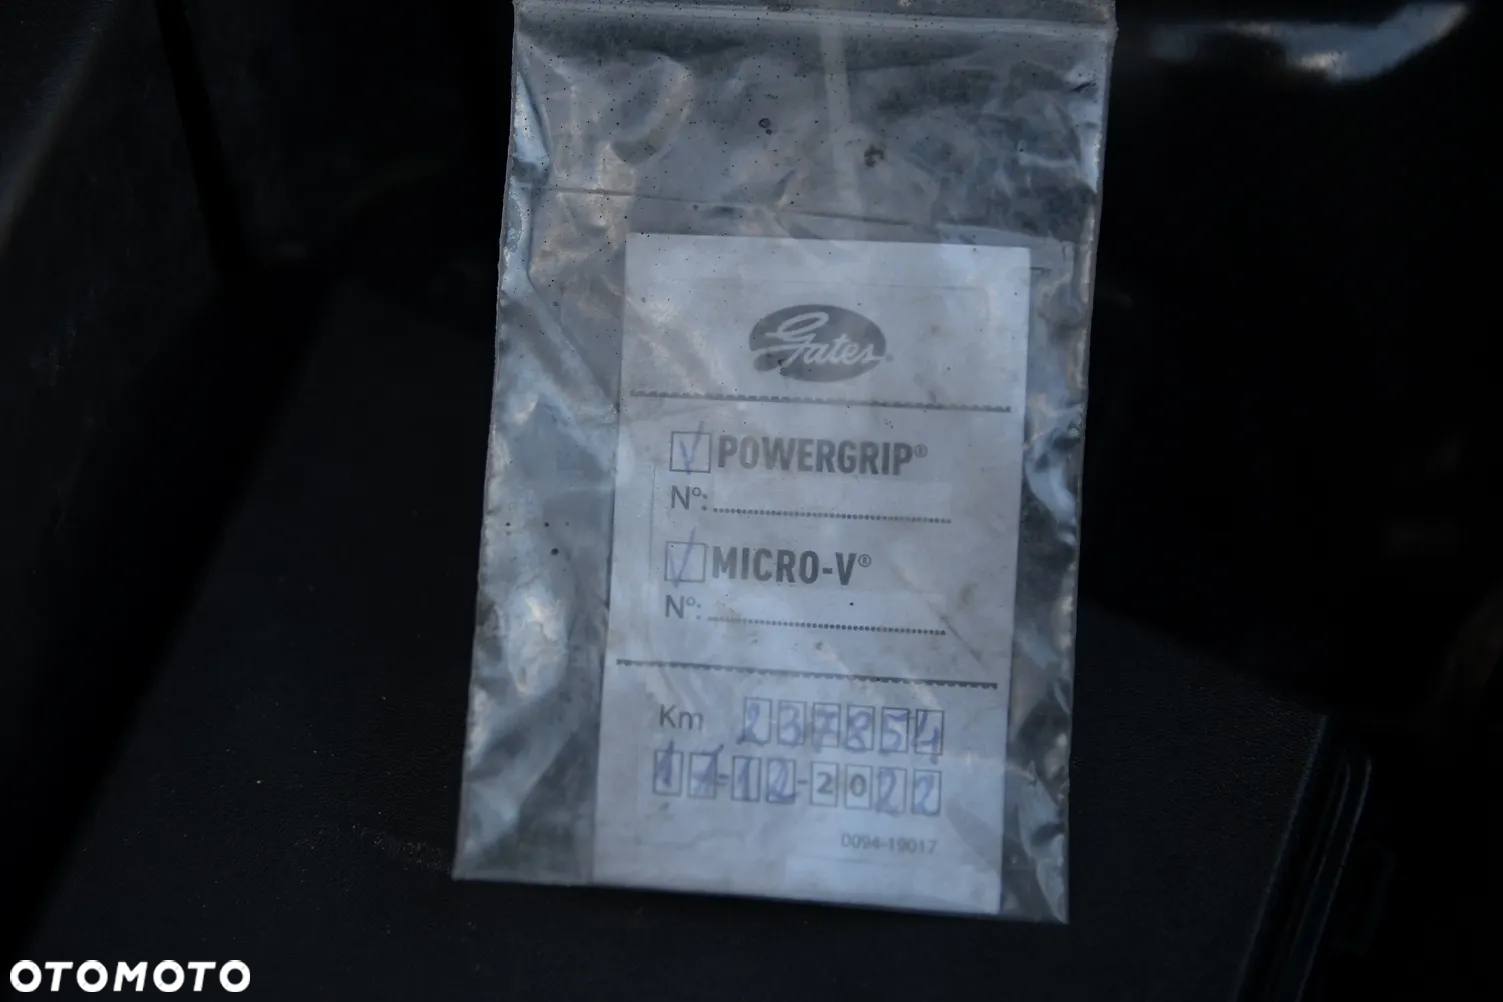 Gates®
POWERGRIP®
N°:
MICRO-V®
N°:
Km 237854
17-12-2022
0094-19017
OTOMOTO